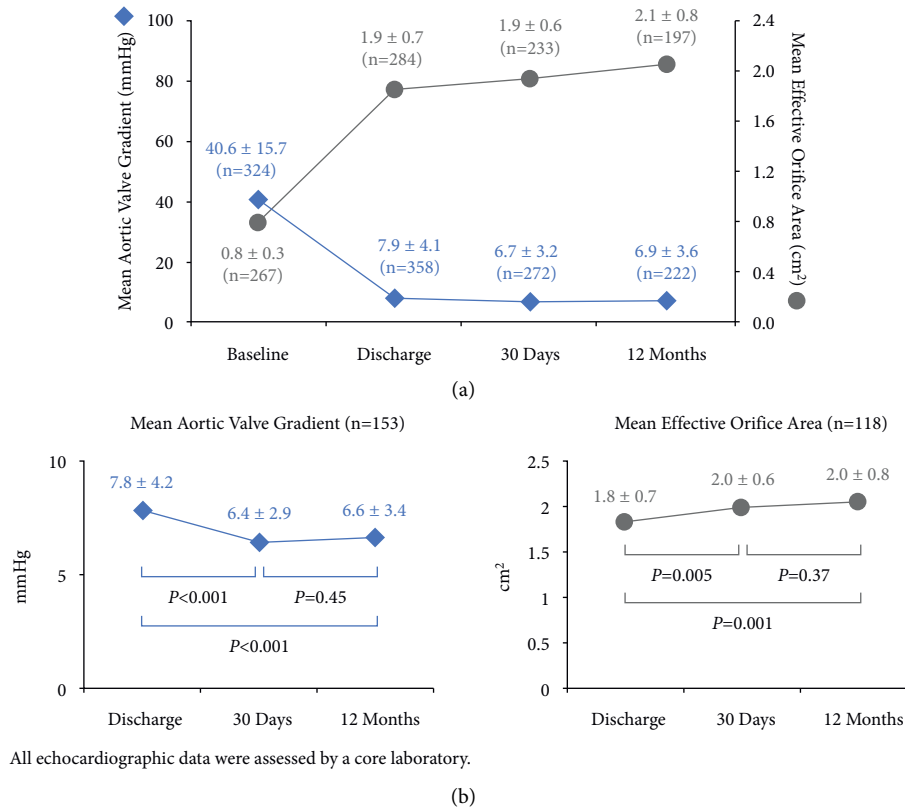 Mean Aortic Valve Gradient (mmHg)
100
80
60
40
20
0
40.6 ± 15.7
(n=324)
0.8 ± 0.3
(n=267)
1.9 ± 0.7
(n=284)
1.9 ± 0.6
(n=233)
2.1 ± 0.8
(n=197)
7.9 ± 4.1
(n=358)
6.7 ± 3.2
(n=272)
6.9 ± 3.6
(n=222)
2.4
2.0
1.6
1.2
0.8
0.4
0.0
Mean Effective
Orifice Area (cm²)
Baseline
Discharge
30 Days
12 Months
(a)
Mean Aortic Valve Gradient (n=153)
mmHg
10
5
0
7.8 ± 4.2
6.4 ± 2.9
6.6 ± 3.4
P<0.001
P=0.45
P<0.001
Discharge
30 Days
12 Months
Mean Effective Orifice Area (n=118)
cm²
2.5
2
1.5
1
0.5
0
1.8 ± 0.7
2.0 ± 0.6
2.0 ± 0.8
P=0.005
P=0.37
P=0.001
Discharge
30 Days
12 Months
All echocardiographic data were assessed by a core laboratory.
(b)